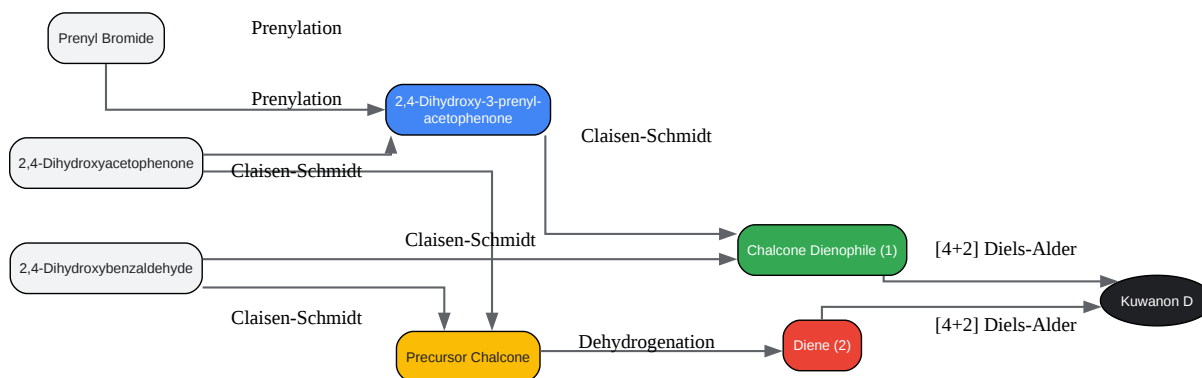 Prenylation
Prenyl Bromide
Prenylation
2,4-Dihydroxy-3-prenyl-
acetophenone
Claisen-Schmidt
2,4-Dihydroxyacetophenone
Claisen-Schmidt
Claisen-Schmidt
2,4-Dihydroxybenzaldehyde
Chalcone Dienophile (1)
[4+2] Diels-Alder
Kuwanon D
Claisen-Schmidt
[4+2] Diels-Alder
Precursor Chalcone
Dehydrogenation
Diene (2)